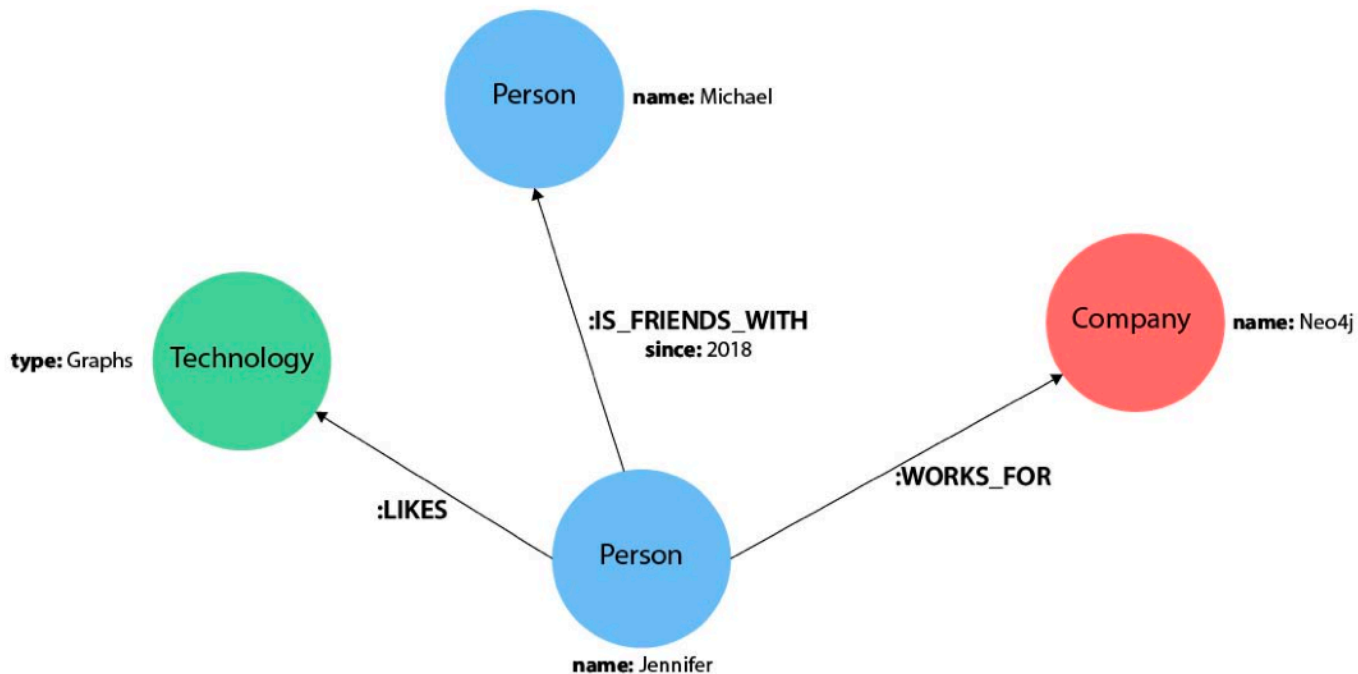 Person
name: Michael
:IS_FRIENDS_WITH
since: 2018
Company
name: Neo4j
type: Graphs
Technology
:LIKES
:WORKS_FOR
Person
name: Jennifer